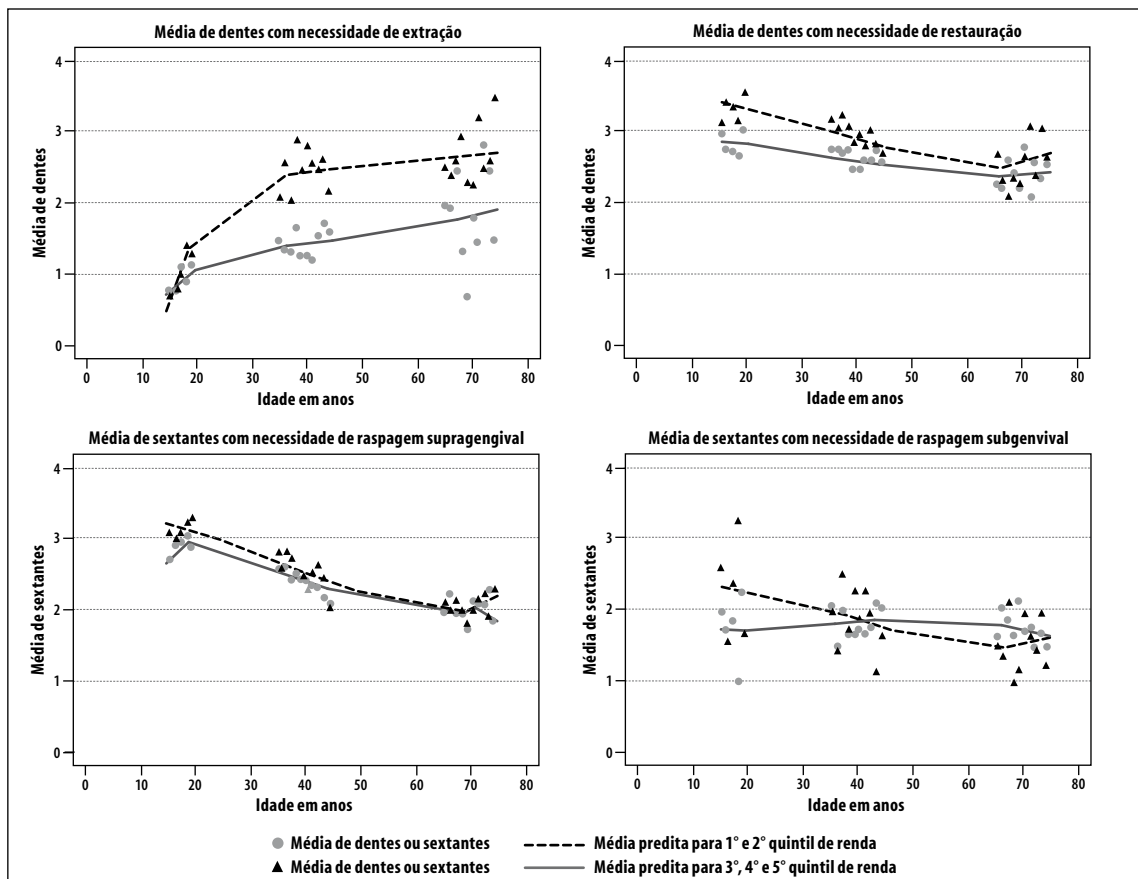 Média de dentes com necessidade de extração
4
3
2
1
0
Média de dentes
0 10 20 30 40 50 60 70 80
Idade em anos
Média de dentes com necessidade de restauração
4
3
2
1
0
Média de dentes
0 10 20 30 40 50 60 70 80
Idade em anos
Média de sextantes com necessidade de raspagem supragengival
4
3
2
1
0
Média de sextantes
0 10 20 30 40 50 60 70 80
Idade em anos
Média de sextantes com necessidade de raspagem subgenvival
4
3
2
1
0
Média de sextantes
0 10 20 30 40 50 60 70 80
Idade em anos
Média de dentes ou sextantes Média predita para 1° e 2° quintil de renda
Média de dentes ou sextantes Média predita para 3°, 4° e 5° quintil de renda